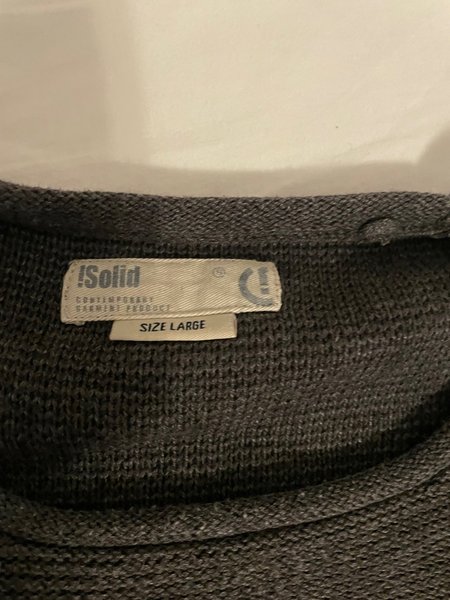 !Solid
CONTEMPORARY
GARMENT PRODUCT
SIZE LARGE